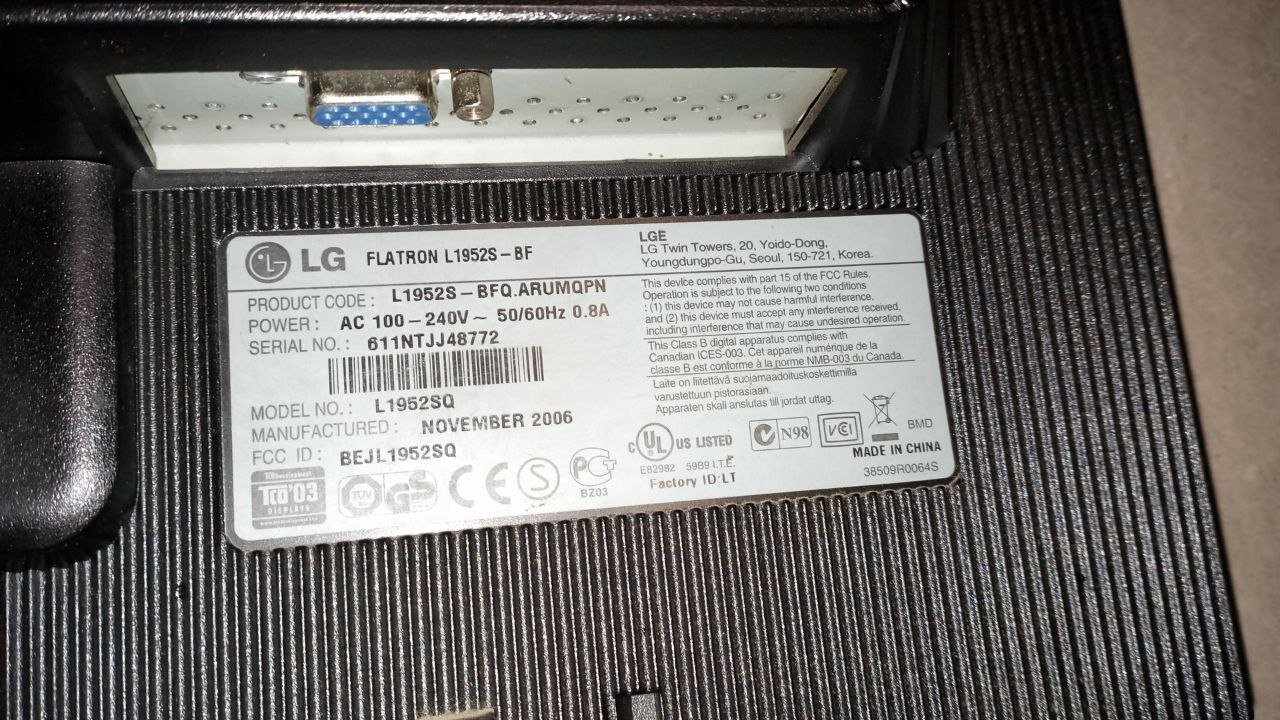 LG FLATRON L1952S-BF
PRODUCT CODE : L1952S-BFQ.ARUMQPN
POWER : AC 100-240V ~ 50/60Hz 0.8A
SERIAL NO. : 611NTJJ48772
MODEL NO. : L1952SQ
MANUFACTURED : NOVEMBER 2006
FCC ID : BEJL1952SQ
LGE
LG Twin Towers, 20, Yoido-Dong,
Youngdungpo-Gu, Seoul, 150-721, Korea.
This device complies with part 15 of the FCC Rules.
Operation is subject to the following two conditions
: (1) this device may not cause harmful interference,
and (2) this device must accept any interference received,
including interference that may cause undesired operation.
This Class B digital apparatus complies with
Canadian ICES-003. Cet appareil numérique de la
classe B est conforme à la norme NMB-003 du Canada.
Laite on liitettävä suojamaadoituskoskettimilla
varustettuun pistorasiaan.
Apparaten skall anslutas till jordat uttag.
TCO'03
DISPLAYS
TÜV
GS
CE
S
BZ03
c UL US LISTED
E82982 59B9 I.T.E.
Factory ID:LT
N98
VCI
BMD
MADE IN CHINA
38509R0064S